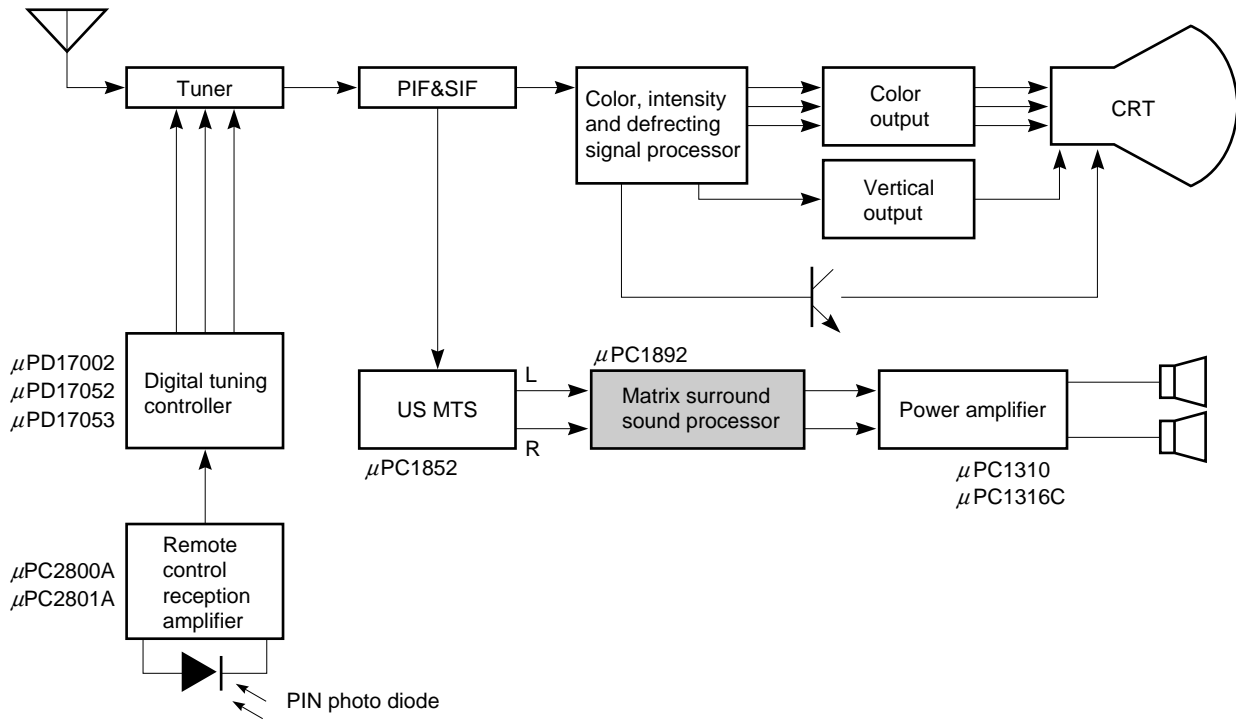 Tuner
PIF&SIF
Color, intensity
and defrecting
signal processor
Color
output
CRT
Vertical
output
μPD17002
μPD17052
μPD17053
Digital tuning
controller
US MTS
μPC1852
L
R
μPC1892
Matrix surround
sound processor
Power amplifier
μPC1310
μPC1316C
μPC2800A
μPC2801A
Remote
control
reception
amplifier
PIN photo diode